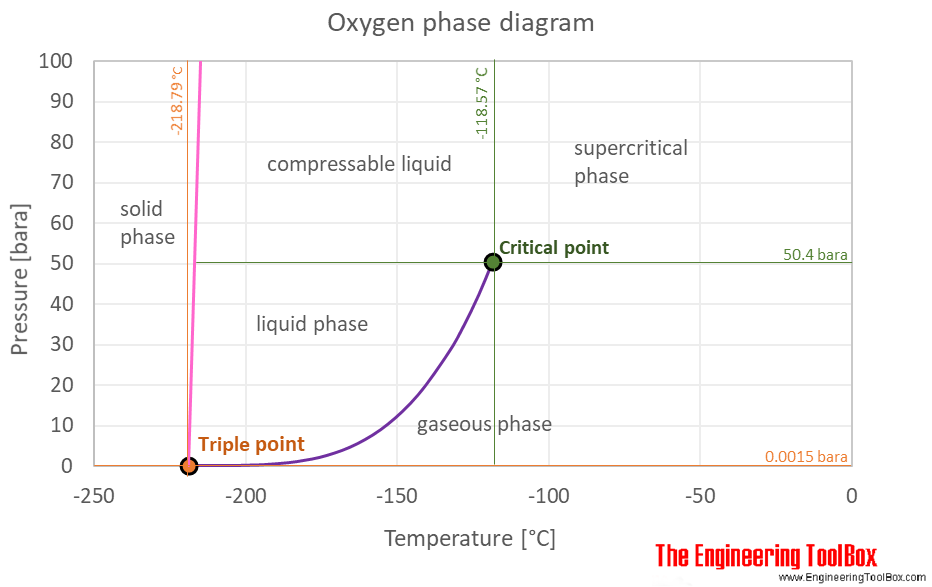 Oxygen phase diagram
100
90
80
70
60
50
40
30
20
10
0
Pressure [bara]
-218.79 °C
-118.57 °C
compressable liquid
supercritical
phase
solid
phase
Critical point
50.4 bara
liquid phase
gaseous phase
Triple point
0.0015 bara
-250
-200
-150
-100
-50
0
Temperature [°C]
The Engineering ToolBox
www.EngineeringToolBox.com